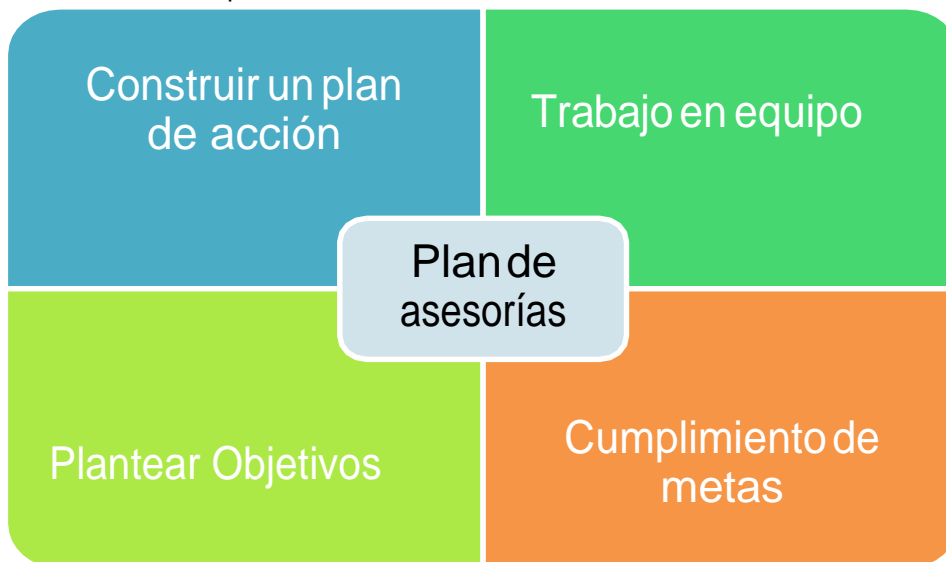 Construir un plan
de acción
Trabajo en equipo
Plan de
asesorías
Plantear Objetivos
Cumplimiento de
metas